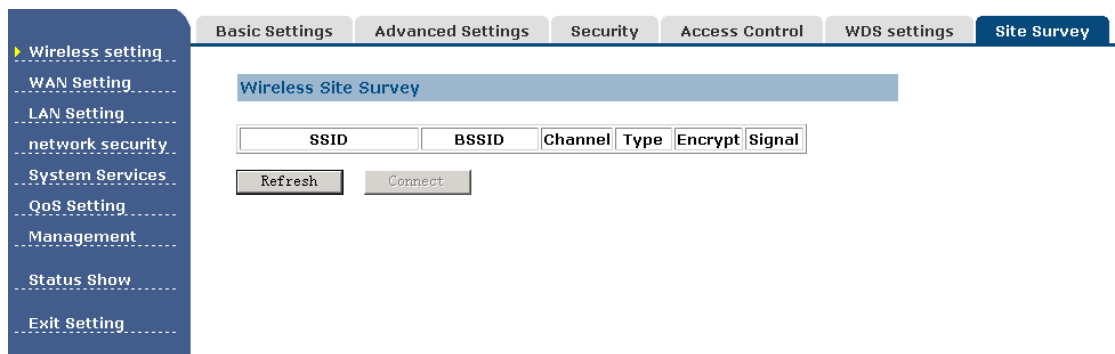 Basic Settings Advanced Settings Security Access Control WDS settings Site Survey
Wireless setting
WAN Setting
LAN Setting
network security
System Services
QoS Setting
Management
Status Show
Exit Setting
Wireless Site Survey
SSID BSSID Channel Type Encrypt Signal
Refresh Connect